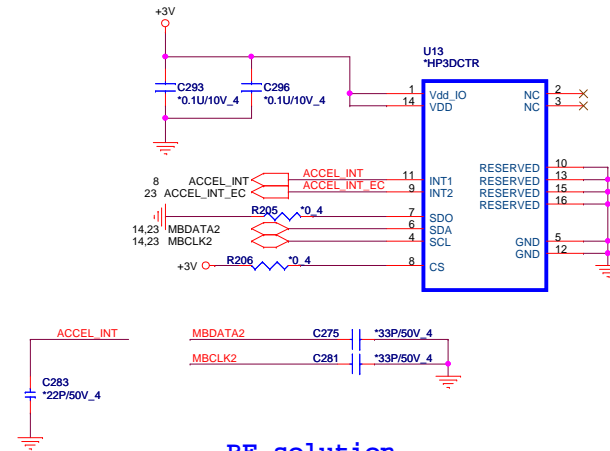 +3V
U13
*HP3DCTR
C293
*0.1U/10V_4
C296
*0.1U/10V_4
1 Vdd_IO NC 2
14 VDD NC 3
RESERVED 10
RESERVED 13
RESERVED 15
RESERVED 16
8 ACCEL_INT ACCEL_INT 11 INT1
23 ACCEL_INT_EC ACCEL_INT_EC 9 INT2
R205 *0_4 7 SDO
14,23 MBDATA2 6 SDA GND 5
14,23 MBCLK2 4 SCL GND 12
+3V R206 *0_4 8 CS
ACCEL_INT MBDATA2 C275 *33P/50V_4
MBCLK2 C281 *33P/50V_4
C283
*22P/50V_4
RF solution